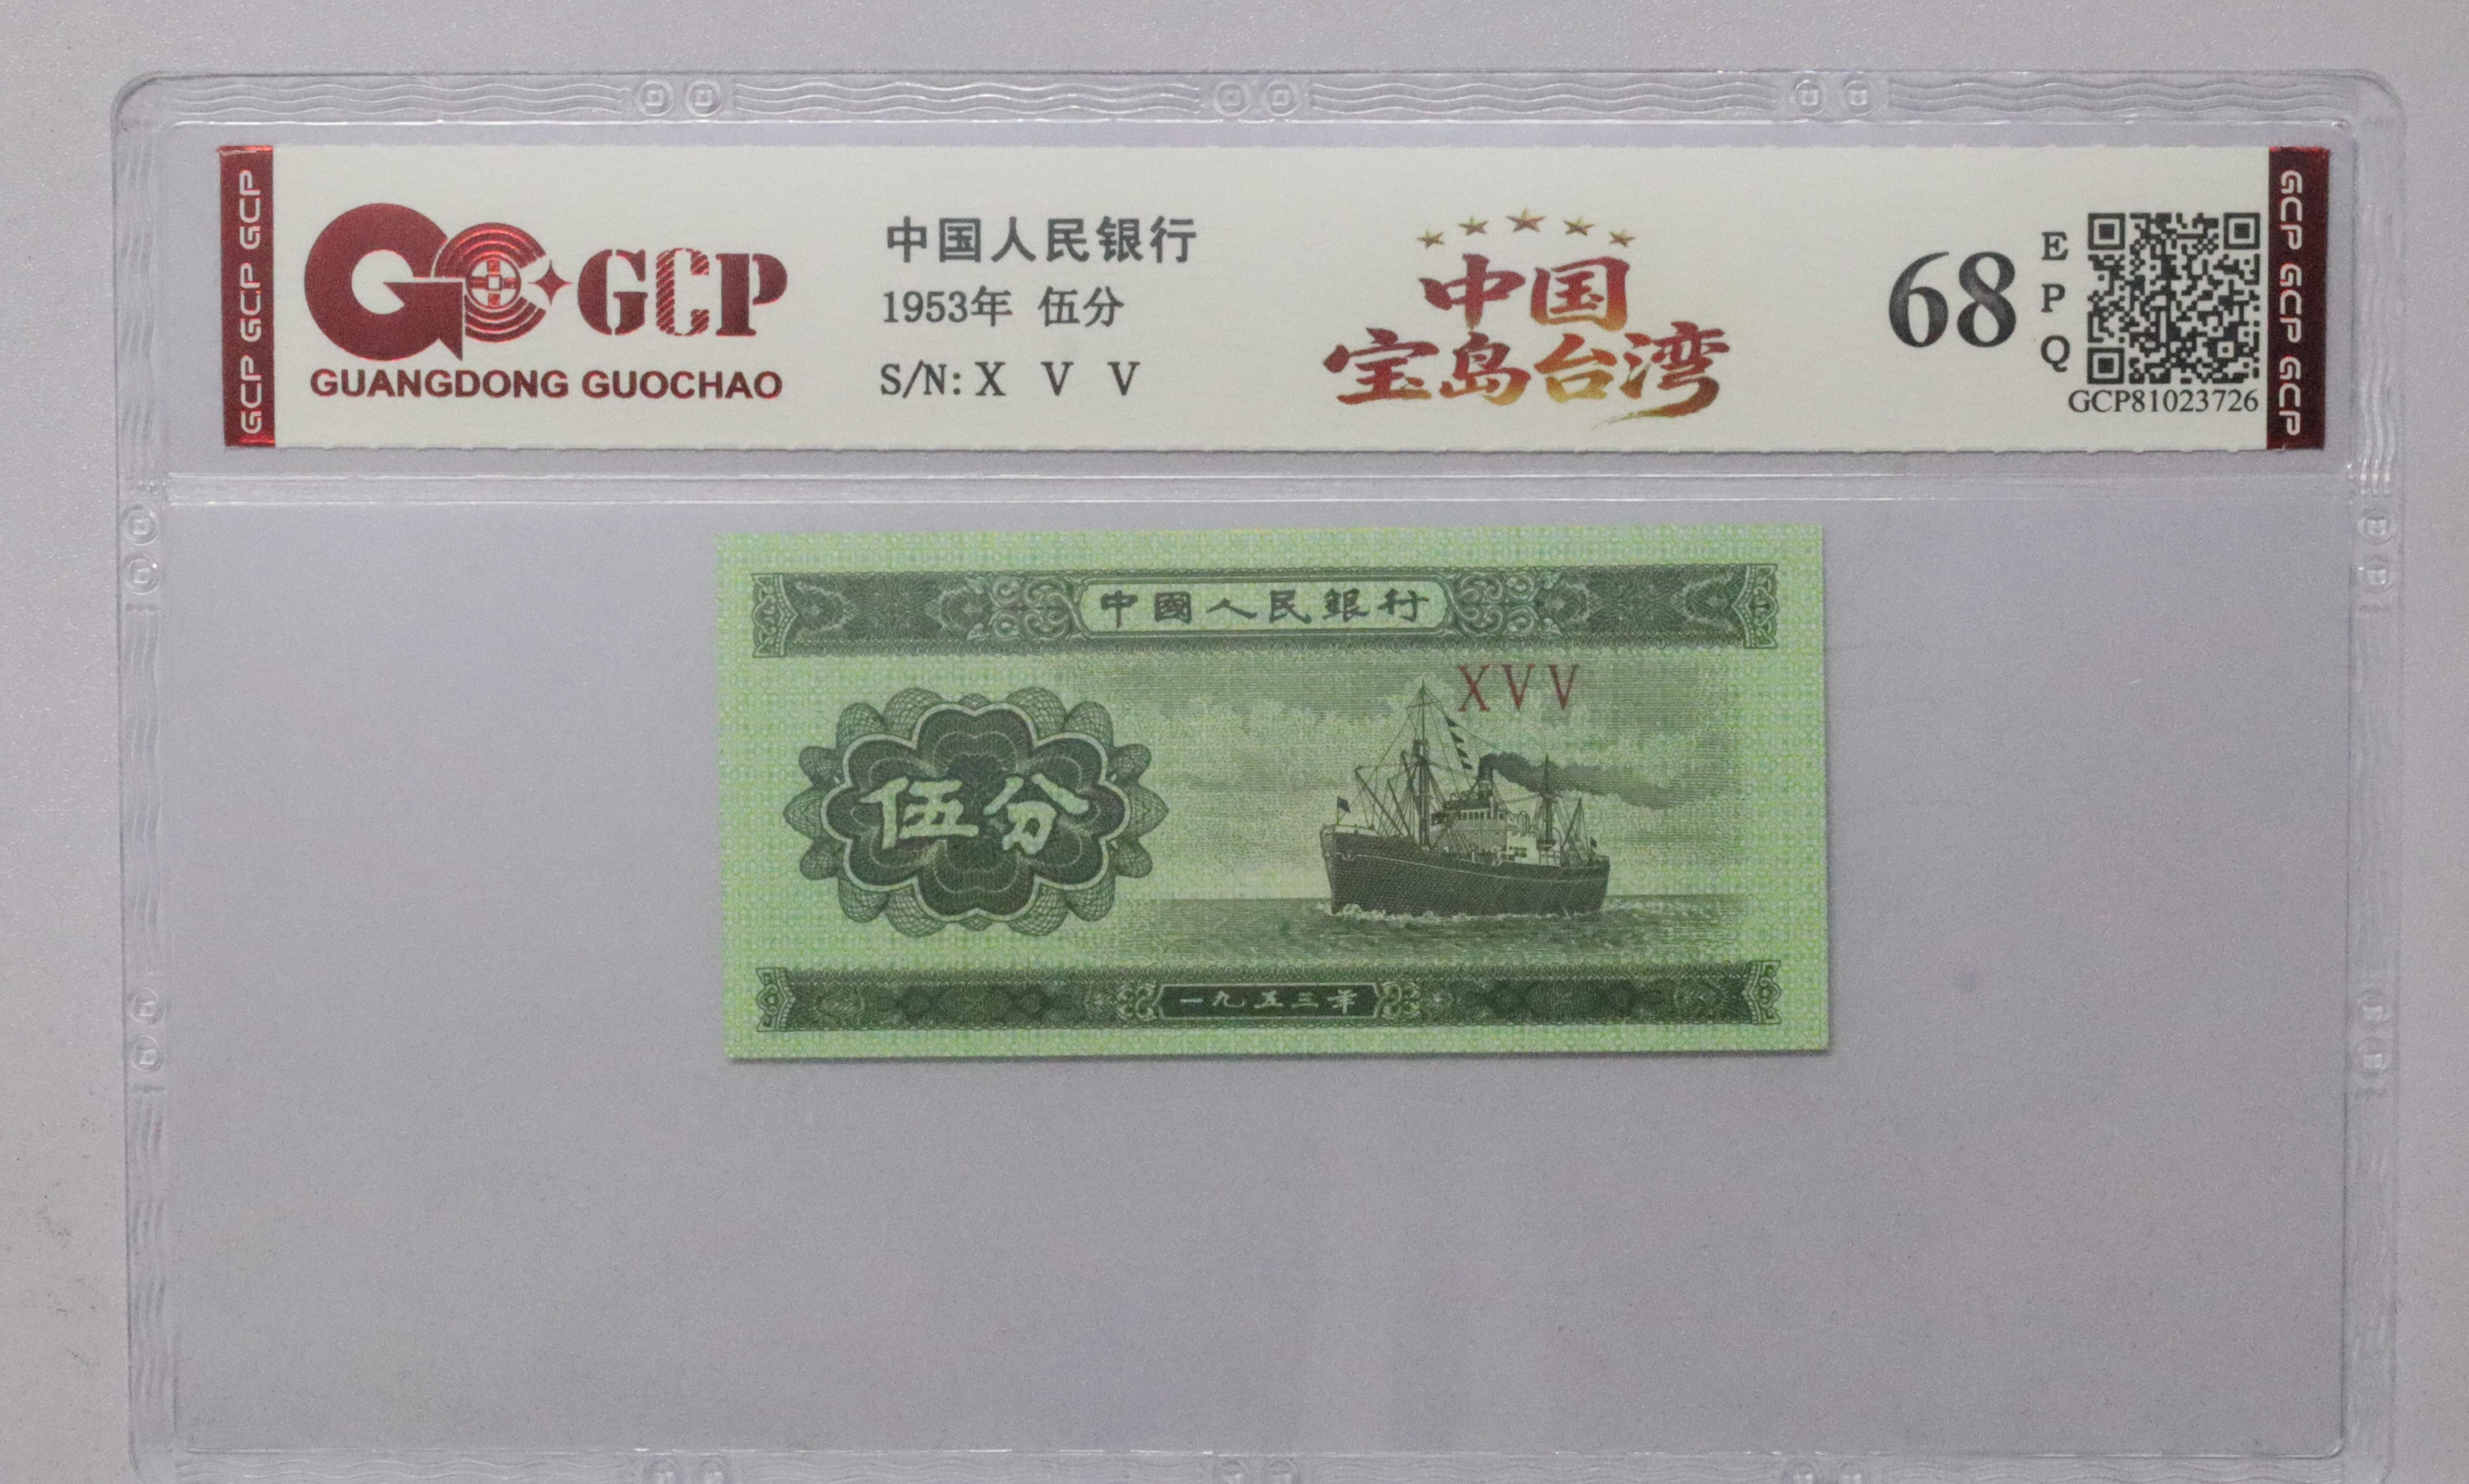 GCP GCP GCP
GCP
GUANGDONG GUOCHAO
中国人民银行
1953年 伍分
S/N: X V V
中国
宝岛台湾
68
E
P
Q
GCP81023726
GCP GCP GCP
中國人民銀行
XVV
伍分
一九五三年